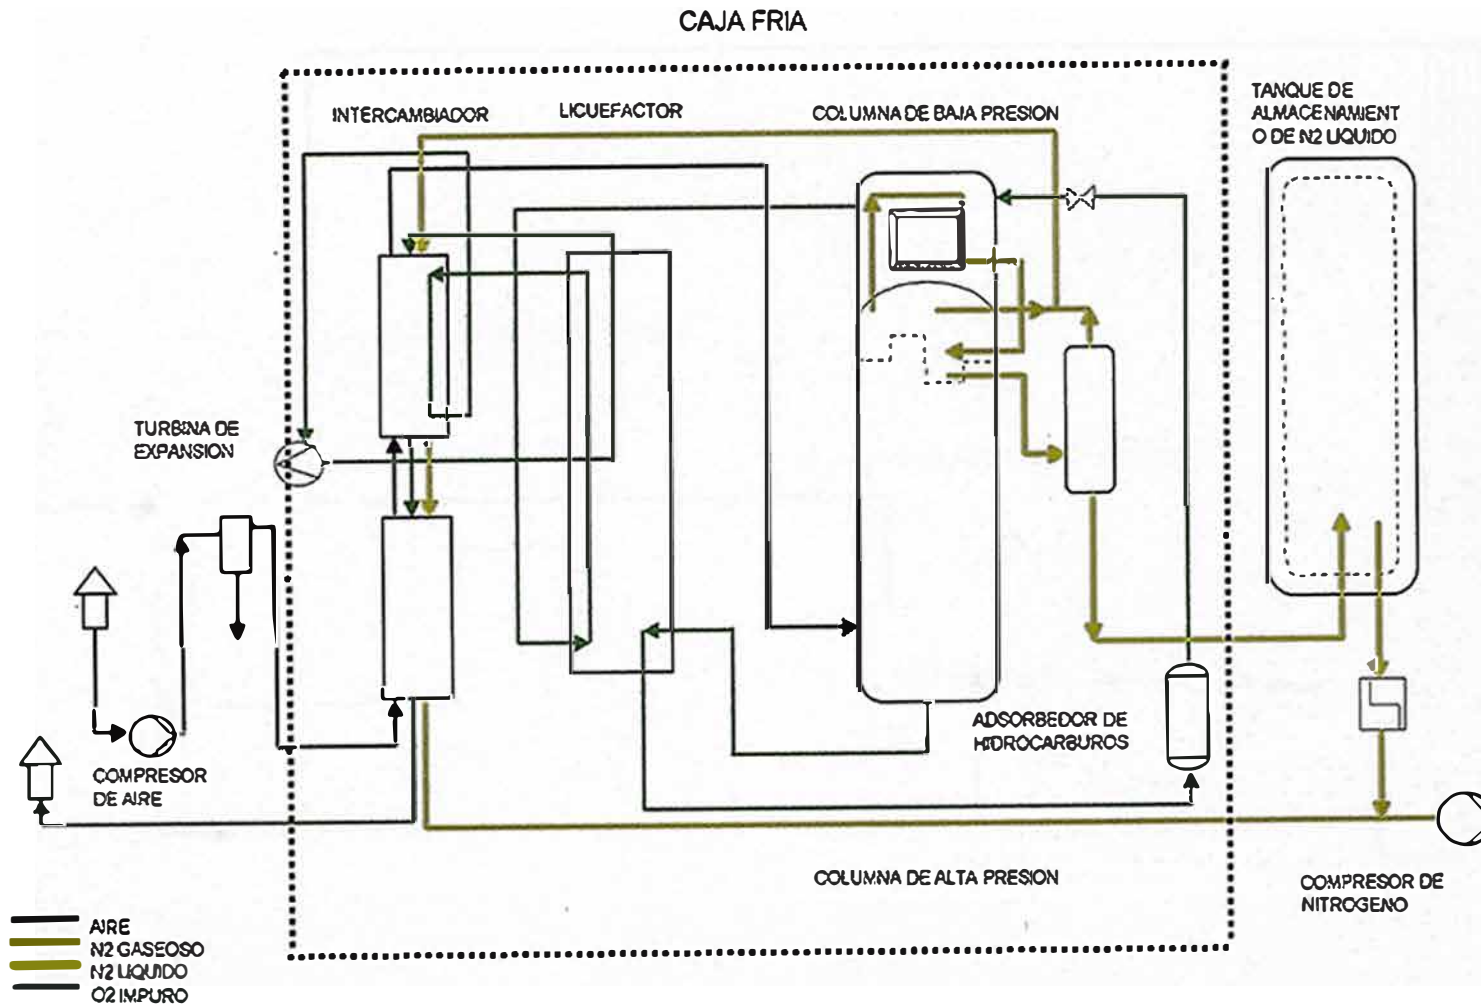 CAJA FRIA
INTERCAMBIADOR
LICUEFACTOR
COLUMNA DE BAJA PRESION
TANQUE DE
ALMACENAMIENT
O DE N2 LIQUIDO
TURBINA DE
EXPANSION
COMPRESOR
DE AIRE
ADSORBEDOR DE
HIDROCARBUROS
COLUMNA DE ALTA PRESION
COMPRESOR DE
NITROGENO
AIRE
N2 GASEOSO
N2 LIQUIDO
O2 IMPURO